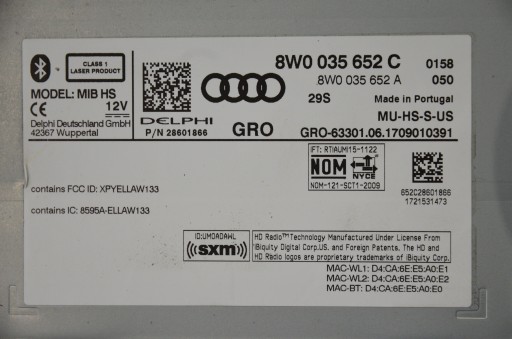 CLASS 1
LASER PRODUCT
8W0 035 652 C 0158
8W0 035 652 A 050
MODEL: MIB HS
12V
29S Made in Portugal
CE
DELPHI
MU-HS-S-US
Delphi Deutschland GmbH
42367 Wuppertal
P/N 28601866
GRO GRO-63301.06.1709010391
IFT: RTIAUMI15-1122
NOM NYCE
NOM-121-SCT1-2009
652C28601866
1721531473
contains FCC ID: XPYELLAW133
contains IC: 8595A-ELLAW133
ID:UM0ADAWL
((((sxm))))
HD Radio™Technology Manufactured Under License From
iBiquity Digital Corp.US. and Foreign Patents. The HD and
HD Radio logos are proprietary trademarks of iBiquity Corp.
MAC-WL1: D4:CA:6E:E5:A0:E1
MAC-WL2: D4:CA:6E:E5:A0:E2
MAC-BT: D4:CA:6E:E5:A0:E0